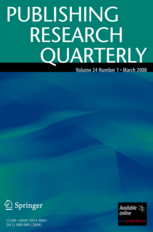 PUBLISHING
RESEARCH
QUARTERLY
Volume 24 Number 1 • March 2008
Springer
Available
online